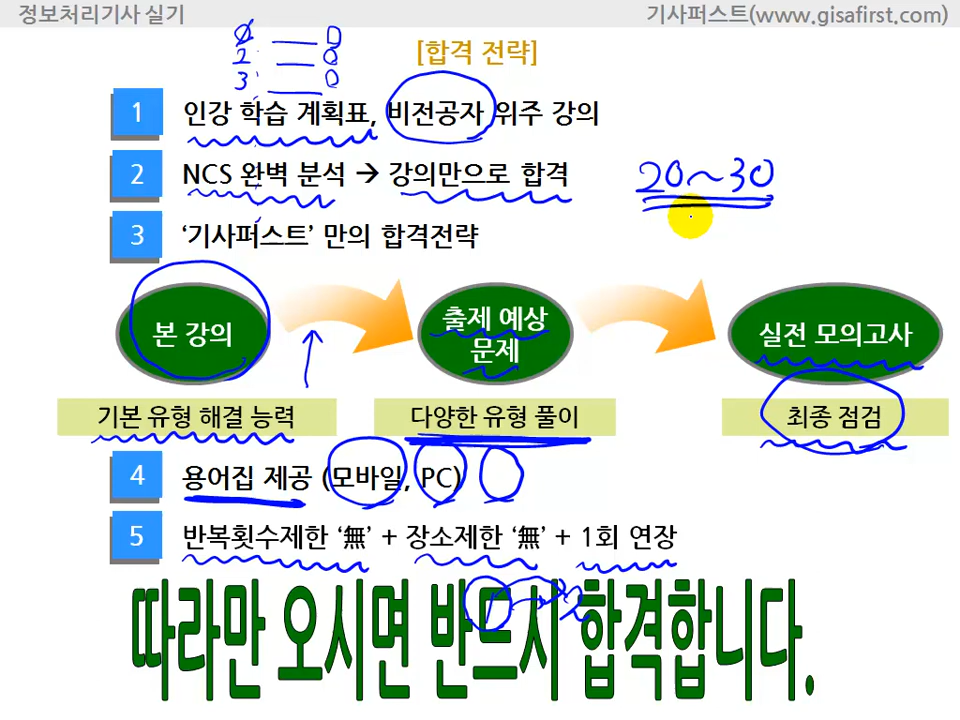 정보처리기사 실기
기사퍼스트(www.gisafirst.com)
[합격 전략]
1 인강 학습 계획표, 비전공자 위주 강의
2 NCS 완벽 분석 → 강의만으로 합격
20~30
3 ‘기사퍼스트’ 만의 합격전략
본 강의
출제 예상
문제
실전 모의고사
기본 유형 해결 능력
다양한 유형 풀이
최종 점검
4 용어집 제공 (모바일, PC)
5 반복횟수제한 ‘無’ + 장소제한 ‘無’ + 1회 연장
따라만 오시면 반드시 합격합니다.